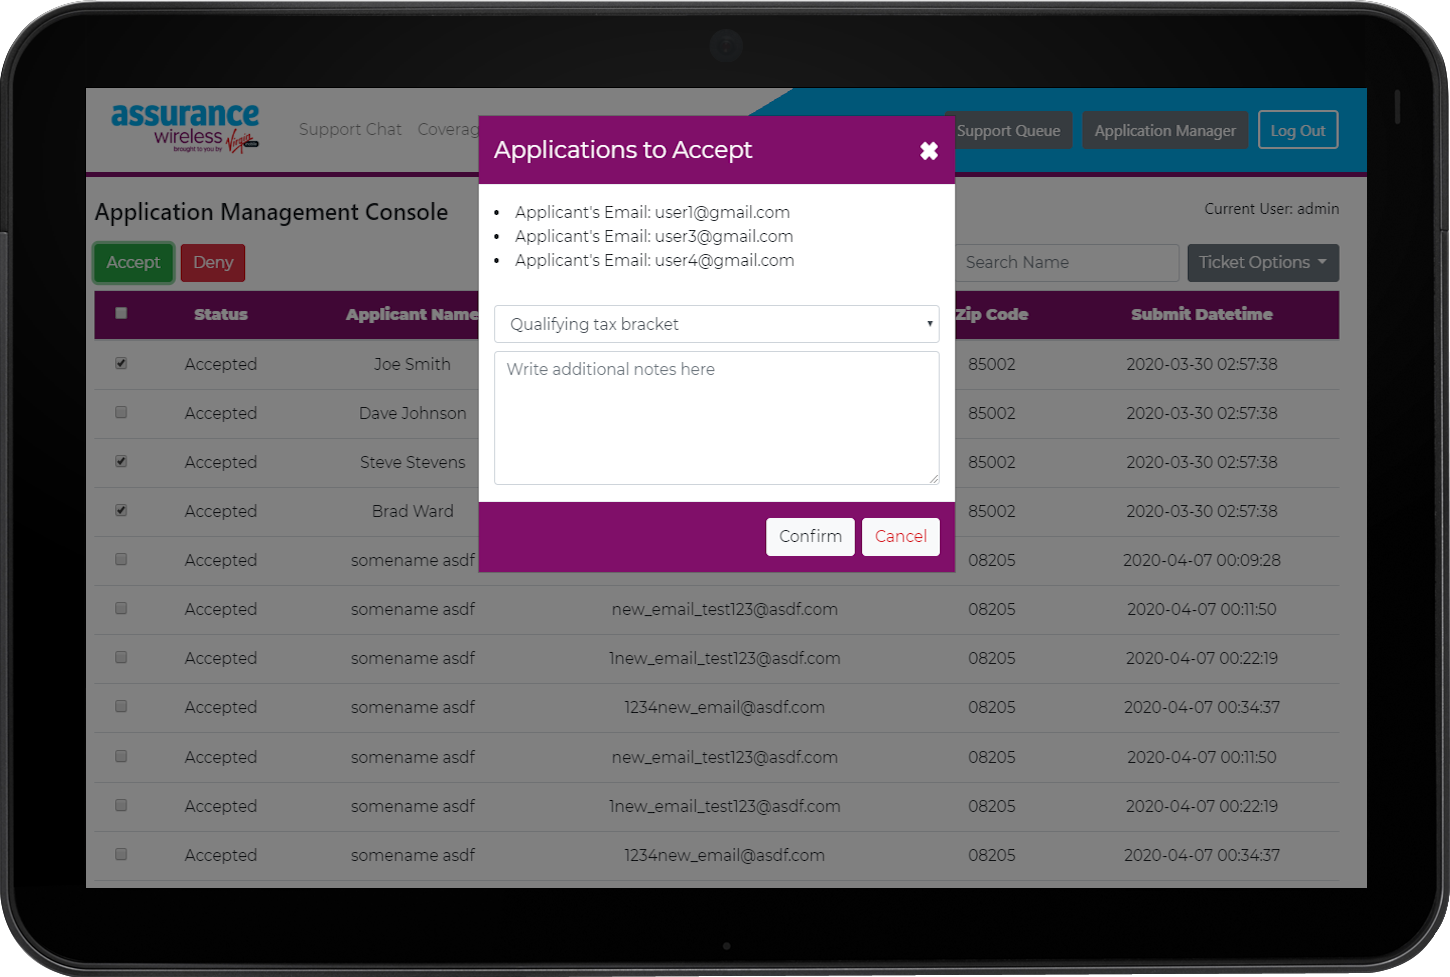 assurance
wireless
brought to you by Virgin
Support Chat Coverag
Support Queue Application Manager Log Out
Applications to Accept ✖
Application Management Console
Current User: admin
• Applicant's Email: user1@gmail.com
• Applicant's Email: user3@gmail.com
• Applicant's Email: user4@gmail.com
Accept Deny
Search Name Ticket Options
Qualifying tax bracket
Write additional notes here
Confirm Cancel
Status Applicant Name Zip Code Submit Datetime
Accepted Joe Smith 85002 2020-03-30 02:57:38
Accepted Dave Johnson 85002 2020-03-30 02:57:38
Accepted Steve Stevens 85002 2020-03-30 02:57:38
Accepted Brad Ward 85002 2020-03-30 02:57:38
Accepted somename asdf 08205 2020-04-07 00:09:28
Accepted somename asdf new_email_test123@asdf.com 08205 2020-04-07 00:11:50
Accepted somename asdf 1new_email_test123@asdf.com 08205 2020-04-07 00:22:19
Accepted somename asdf 1234new_email@asdf.com 08205 2020-04-07 00:34:37
Accepted somename asdf new_email_test123@asdf.com 08205 2020-04-07 00:11:50
Accepted somename asdf 1new_email_test123@asdf.com 08205 2020-04-07 00:22:19
Accepted somename asdf 1234new_email@asdf.com 08205 2020-04-07 00:34:37